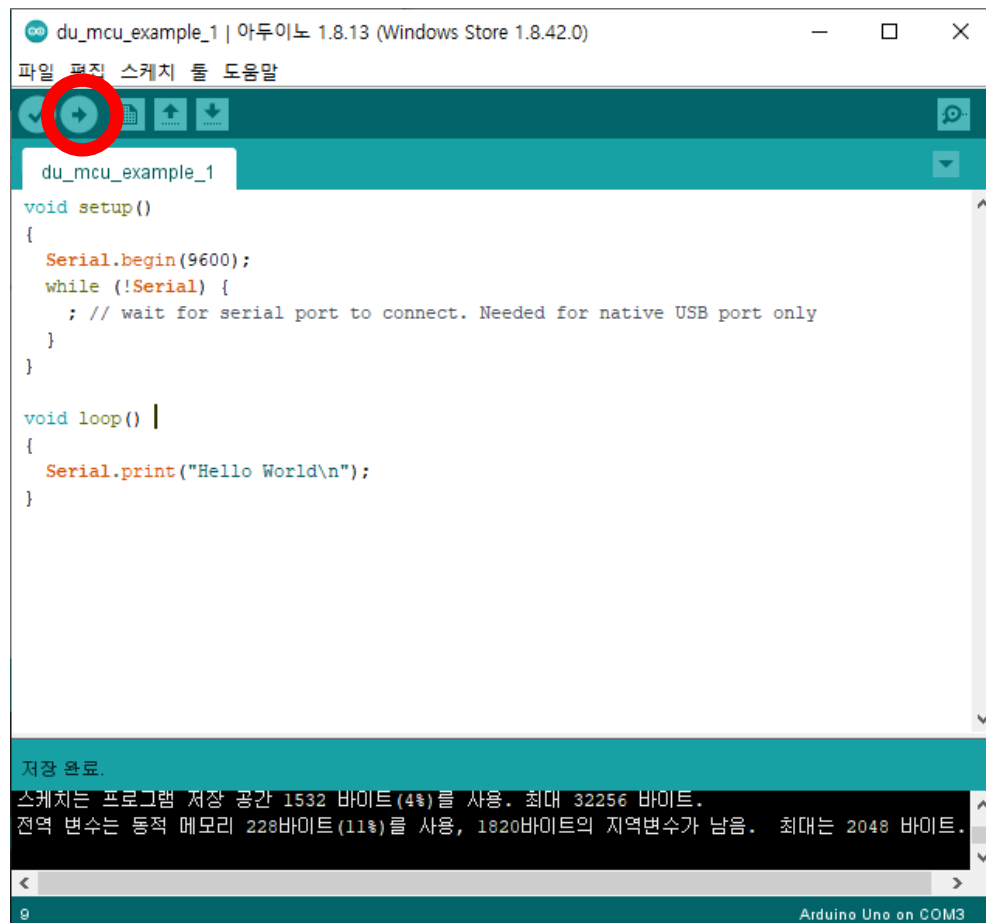 du_mcu_example_1 | 아두이노 1.8.13 (Windows Store 1.8.42.0)
파일 편집 스케치 툴 도움말
du_mcu_example_1
void setup()
{
  Serial.begin(9600);
  while (!Serial) {
    ; // wait for serial port to connect. Needed for native USB port only
  }
}
void loop()
{
  Serial.print("Hello World\n");
}
저장 완료.
스케치는 프로그램 저장 공간 1532 바이트(4%)를 사용. 최대 32256 바이트.
전역 변수는 동적 메모리 228바이트(11%)를 사용, 1820바이트의 지역변수가 남음.  최대는 2048 바이트.
9 Arduino Uno on COM3